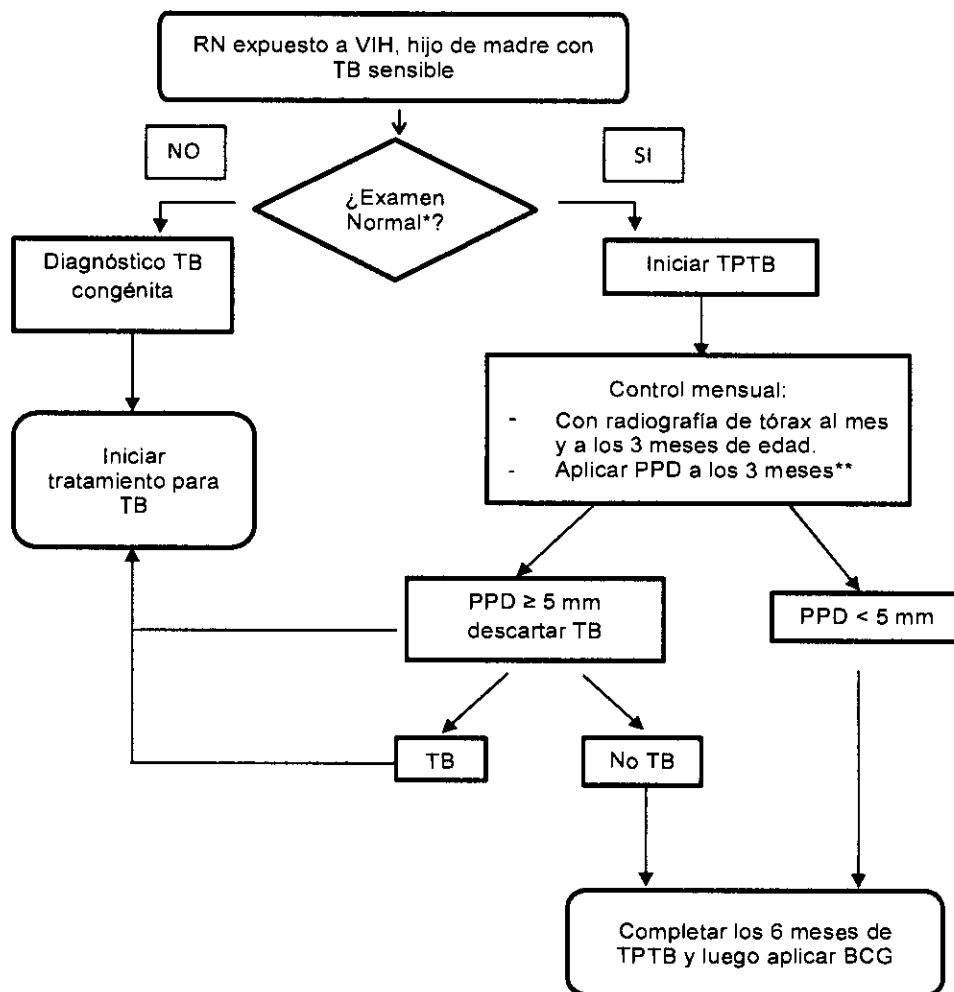 RN expuesto a VIH, hijo de madre con
TB sensible
NO
SI
¿Examen
Normal*?
Diagnóstico TB
congénita
Iniciar TPTB
Control mensual:
- Con radiografía de tórax al mes
y a los 3 meses de edad.
- Aplicar PPD a los 3 meses**
Iniciar
tratamiento para
TB
PPD ≥ 5 mm
descartar TB
PPD < 5 mm
TB
No TB
Completar los 6 meses de
TPTB y luego aplicar BCG